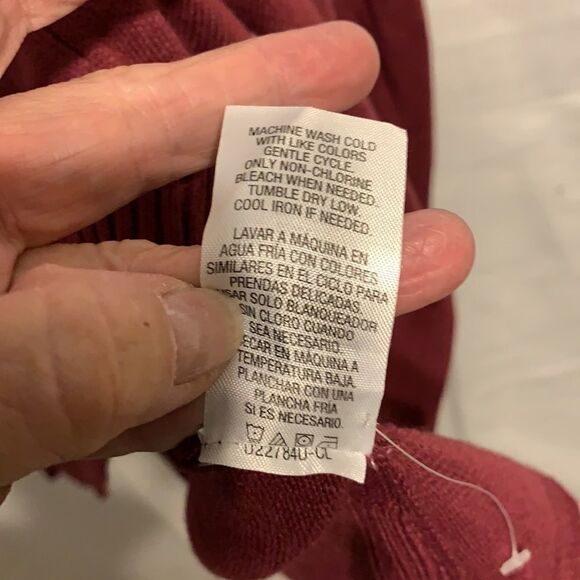 MACHINE WASH COLD
WITH LIKE COLORS
GENTLE CYCLE.
ONLY NON-CHLORINE
BLEACH WHEN NEEDED.
TUMBLE DRY LOW.
COOL IRON IF NEEDED.
LAVAR A MÁQUINA EN
AGUA FRÍA CON COLORES
SIMILARES EN EL CICLO PARA
PRENDAS DELICADAS.
USAR SOLO BLANQUEADOR
SIN CLORO CUANDO
SEA NECESARIO.
SECAR EN MÁQUINA A
TEMPERATURA BAJA.
PLANCHAR CON UNA
PLANCHA FRÍA
SI ES NECESARIO.